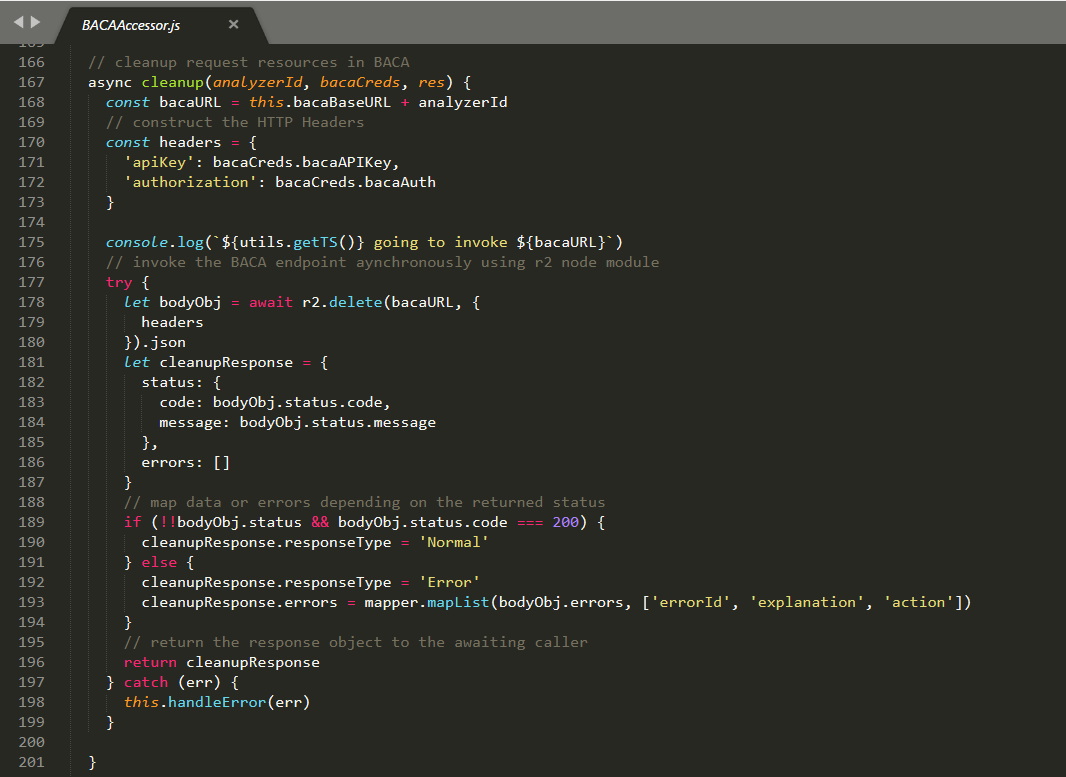 BACAAccessor.js ×
165
166 // cleanup request resources in BACA
167 async cleanup(analyzerId, bacaCreds, res) {
168 const bacaURL = this.bacaBaseURL + analyzerId
169 // construct the HTTP Headers
170 const headers = {
171 'apiKey': bacaCreds.bacaAPIKey,
172 'authorization': bacaCreds.bacaAuth
173 }
174
175 console.log(`${utils.getTS()} going to invoke ${bacaURL}`)
176 // invoke the BACA endpoint aynchronously using r2 node module
177 try {
178 let bodyObj = await r2.delete(bacaURL, {
179 headers
180 }).json
181 let cleanupResponse = {
182 status: {
183 code: bodyObj.status.code,
184 message: bodyObj.status.message
185 },
186 errors: []
187 }
188 // map data or errors depending on the returned status
189 if (!!bodyObj.status && bodyObj.status.code === 200) {
190 cleanupResponse.responseType = 'Normal'
191 } else {
192 cleanupResponse.responseType = 'Error'
193 cleanupResponse.errors = mapper.mapList(bodyObj.errors, ['errorId', 'explanation', 'action'])
194 }
195 // return the response object to the awaiting caller
196 return cleanupResponse
197 } catch (err) {
198 this.handleError(err)
199 }
200
201 }